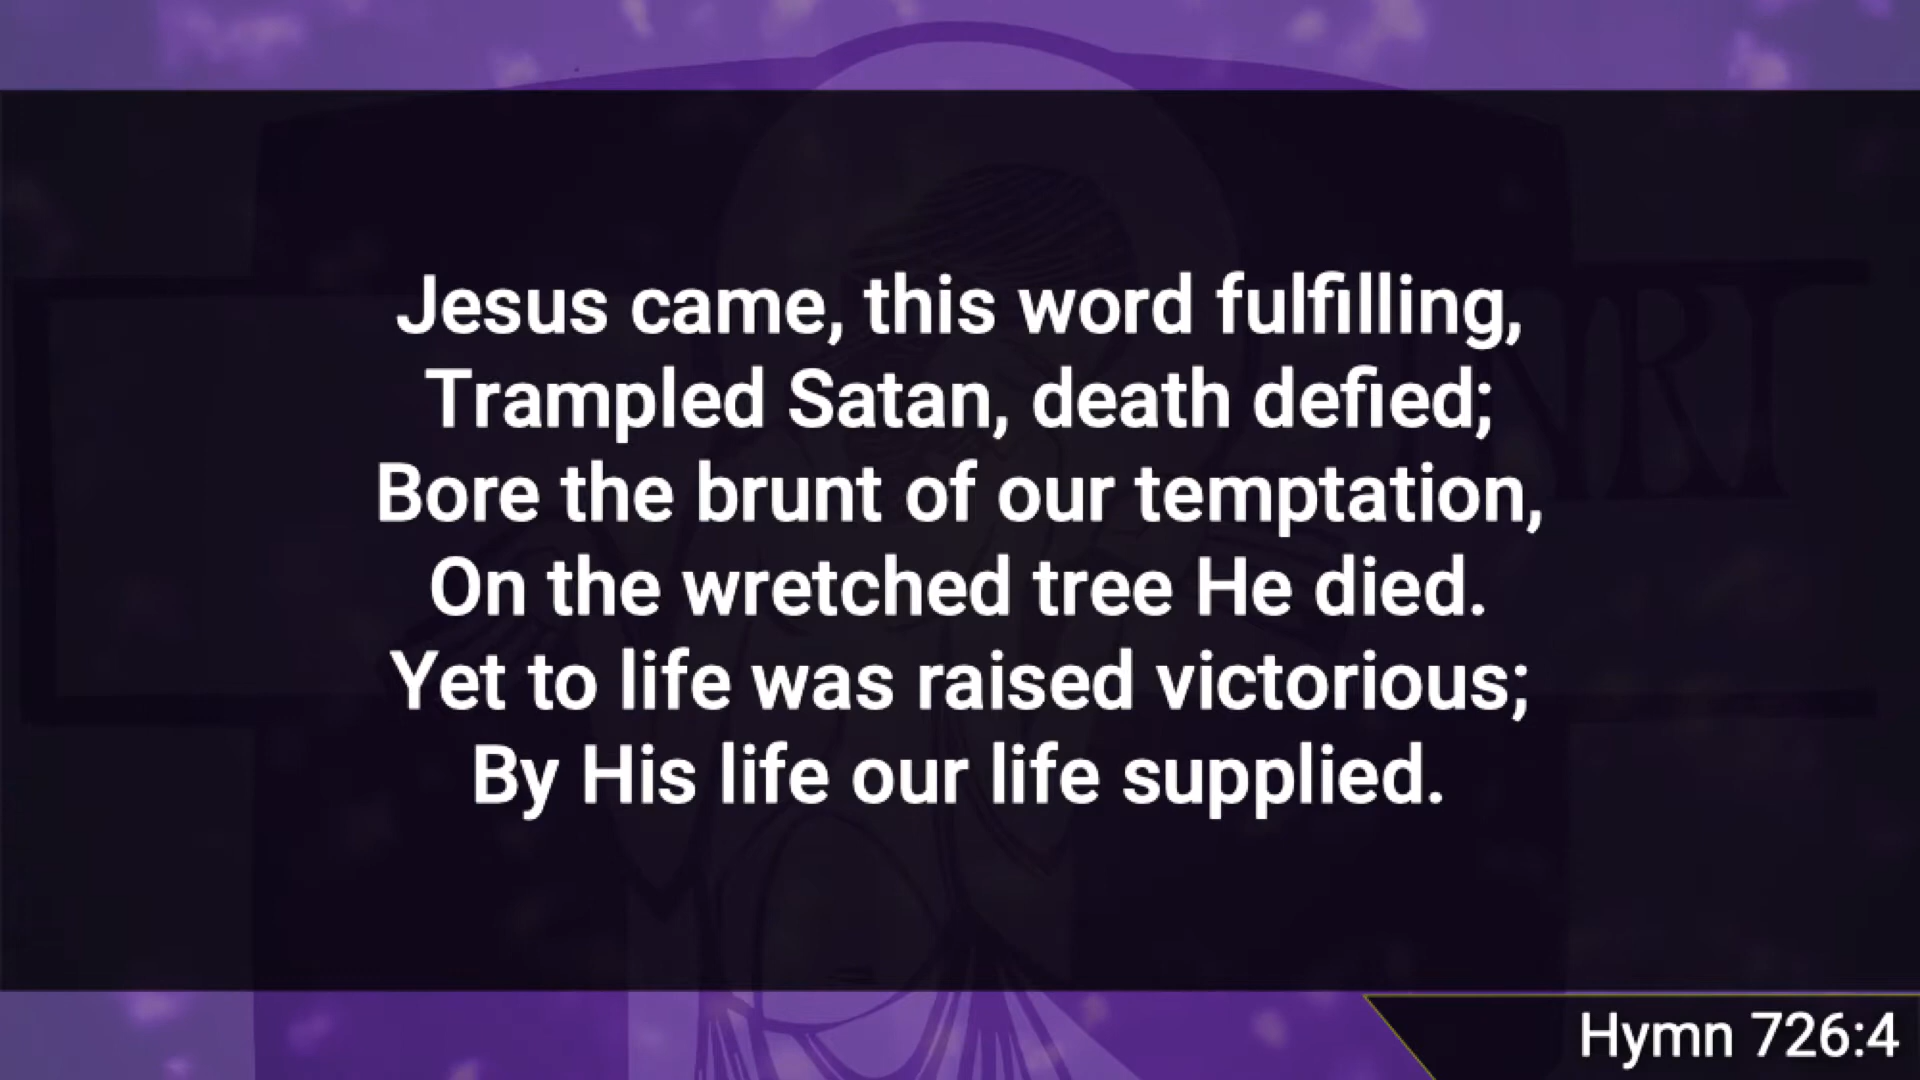 Jesus came, this word fulfilling,
Trampled Satan, death defied;
Bore the brunt of our temptation,
On the wretched tree He died.
Yet to life was raised victorious;
By His life our life supplied.
INRI
Hymn 726:4